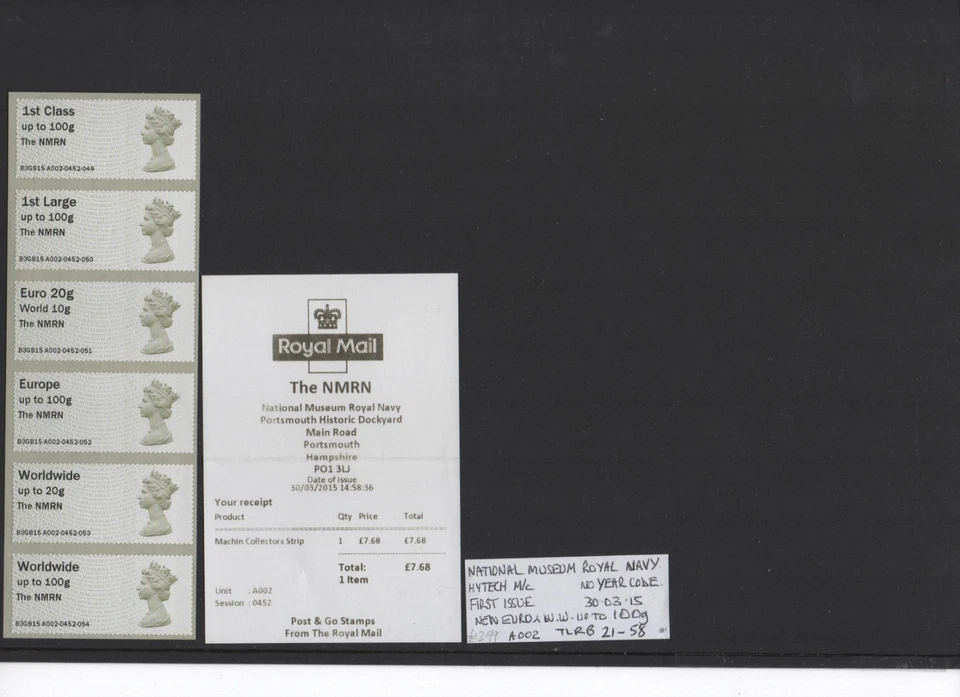 1st Class
up to 100g
The NMRN
B3GB15 A002-0452-049
1st Large
up to 100g
The NMRN
B3GB15 A002-0452-050
Euro 20g
World 10g
The NMRN
B3GB15 A002-0452-051
Europe
up to 100g
The NMRN
B3GB15 A002-0452-052
Worldwide
up to 20g
The NMRN
B3GB15 A002-0452-053
Worldwide
up to 100g
The NMRN
B3GB15 A002-0452-054
Royal Mail
The NMRN
National Museum Royal Navy
Portsmouth Historic Dockyard
Main Road
Portsmouth
Hampshire
PO1 3LJ
Date of Issue
30/03/2015 14:58:36
Your receipt
Product Qty Price Total
Machin Collectors Strip 1 £7.68 £7.68
Total: £7.68
1 Item
Unit : A002
Session : 0452
Post & Go Stamps
From The Royal Mail
NATIONAL MUSEUM ROYAL NAVY.
HYTECH M/c NO YEAR CODE.
FIRST ISSUE 30.03.15
NEW EURO & W.W. UP TO 100g
£13.99 A002 TLRB 21-58